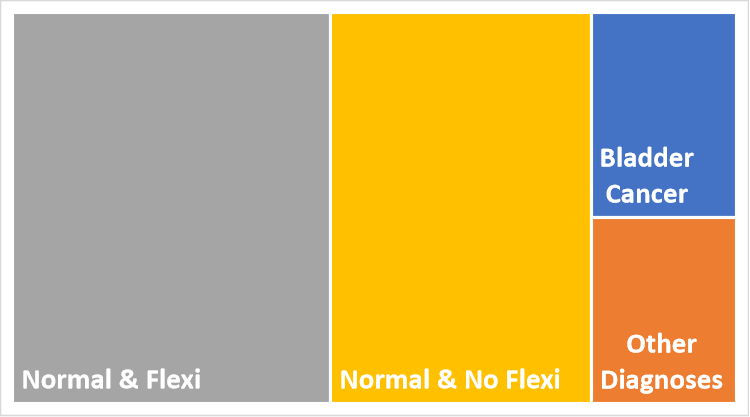 Bladder
Cancer
Normal & Flexi
Normal & No Flexi
Other
Diagnoses